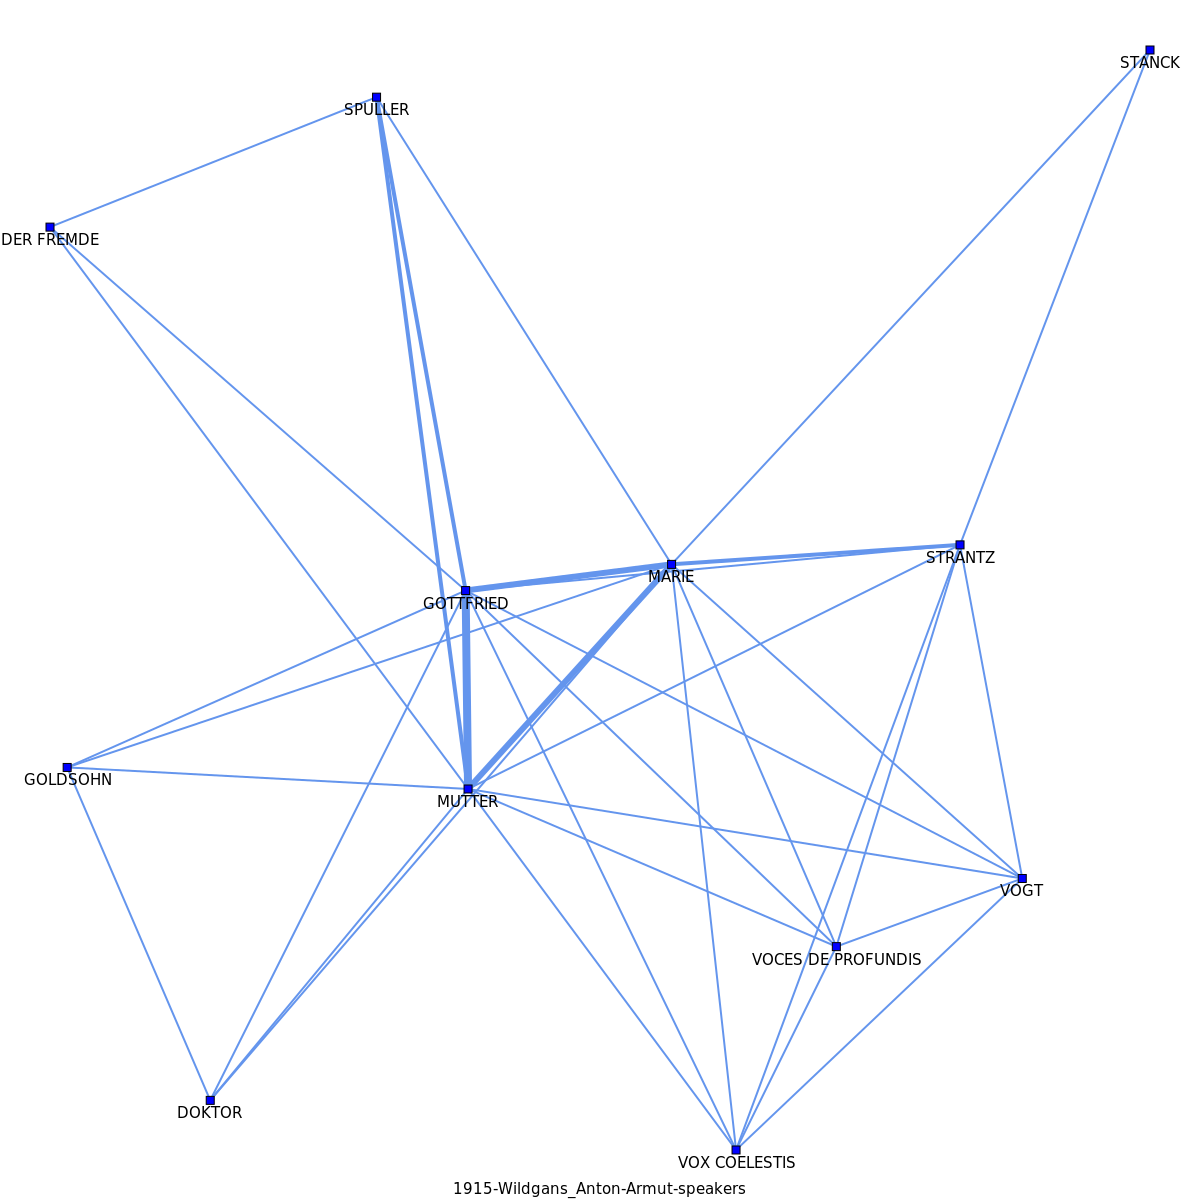 STANCK
SPULLER
DER FREMDE
STRANTZ
MARIE
GOTTFRIED
GOLDSOHN
MUTTER
VOGT
VOCES DE PROFUNDIS
DOKTOR
VOX COELESTIS
1915-Wildgans_Anton-Armut-speakers